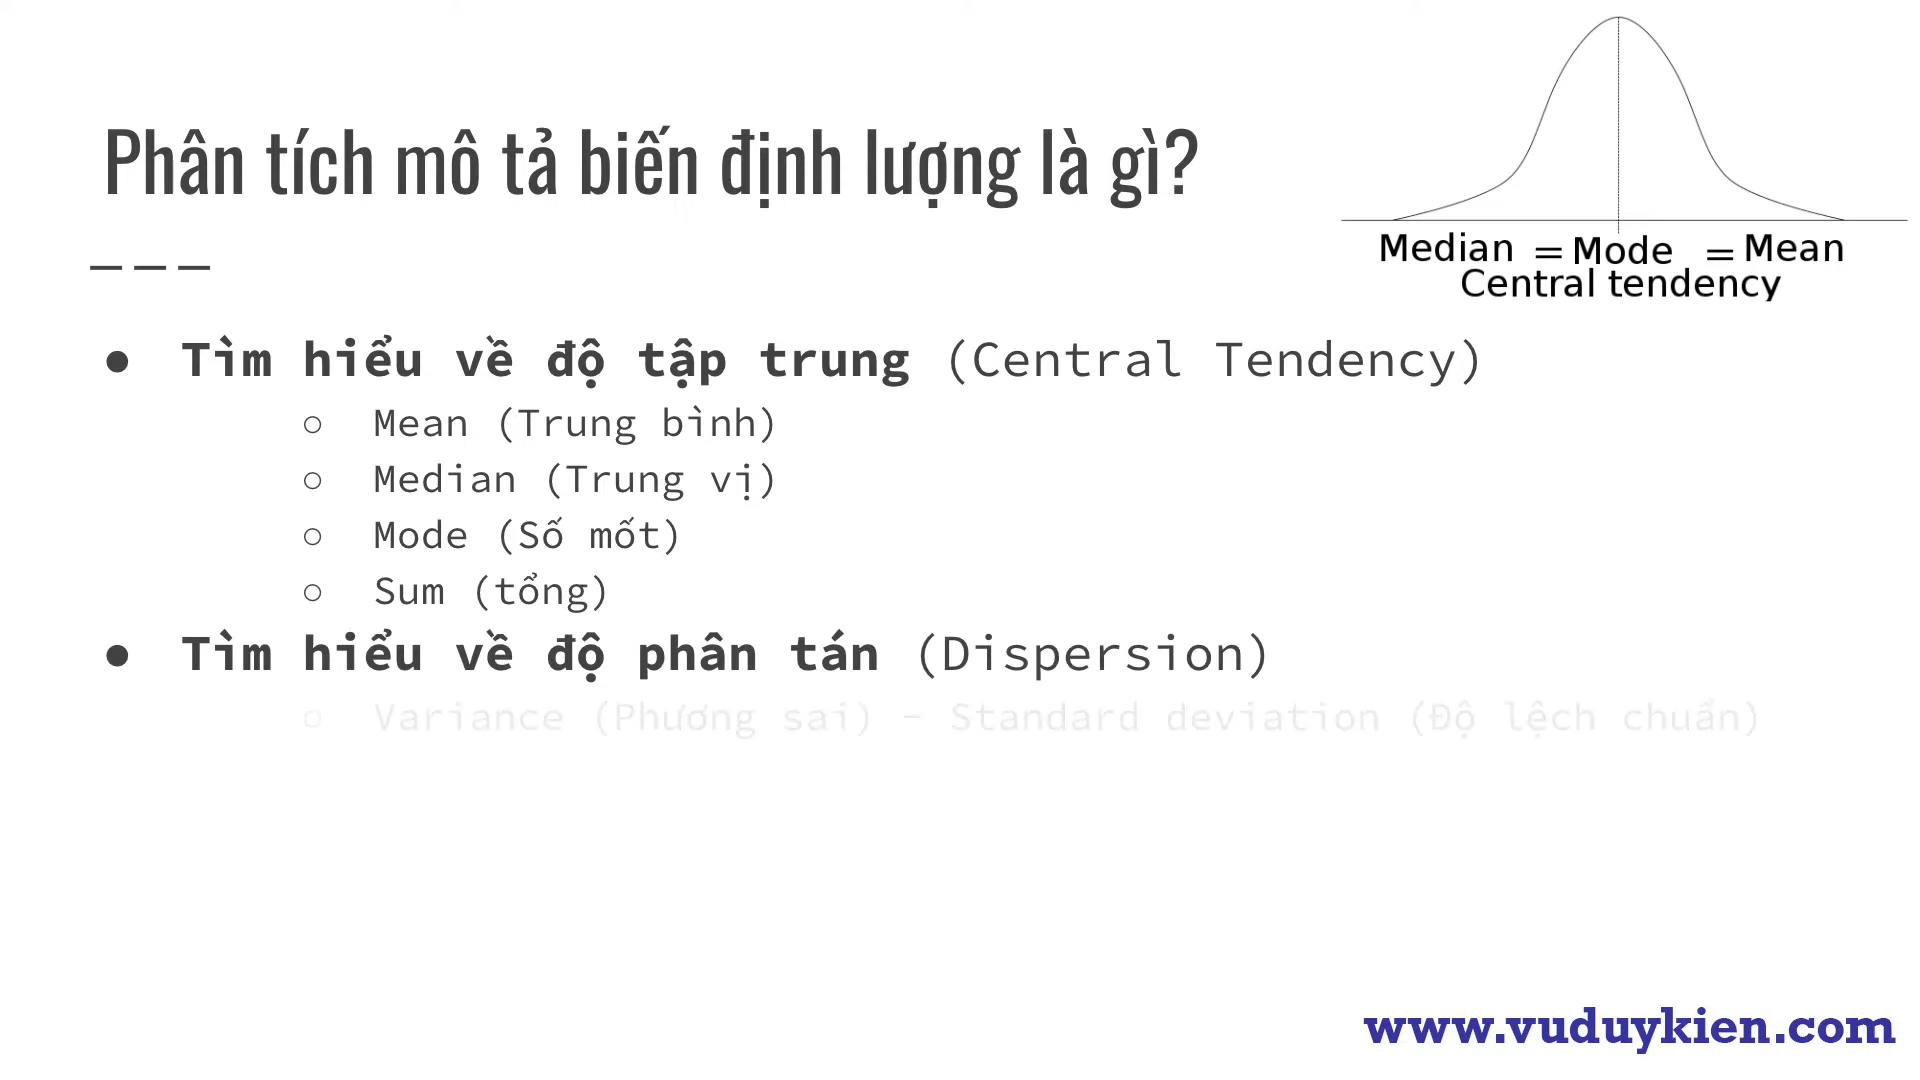 Phân tích mô tả biến định lượng là gì?
Median = Mode = Mean
Central tendency
● Tìm hiểu về độ tập trung (Central Tendency)
○ Mean (Trung bình)
○ Median (Trung vị)
○ Mode (Số mốt)
○ Sum (tổng)
● Tìm hiểu về độ phân tán (Dispersion)
○ Variance (Phương sai) - Standard deviation (Độ lệch chuẩn)
www.vuduykien.com